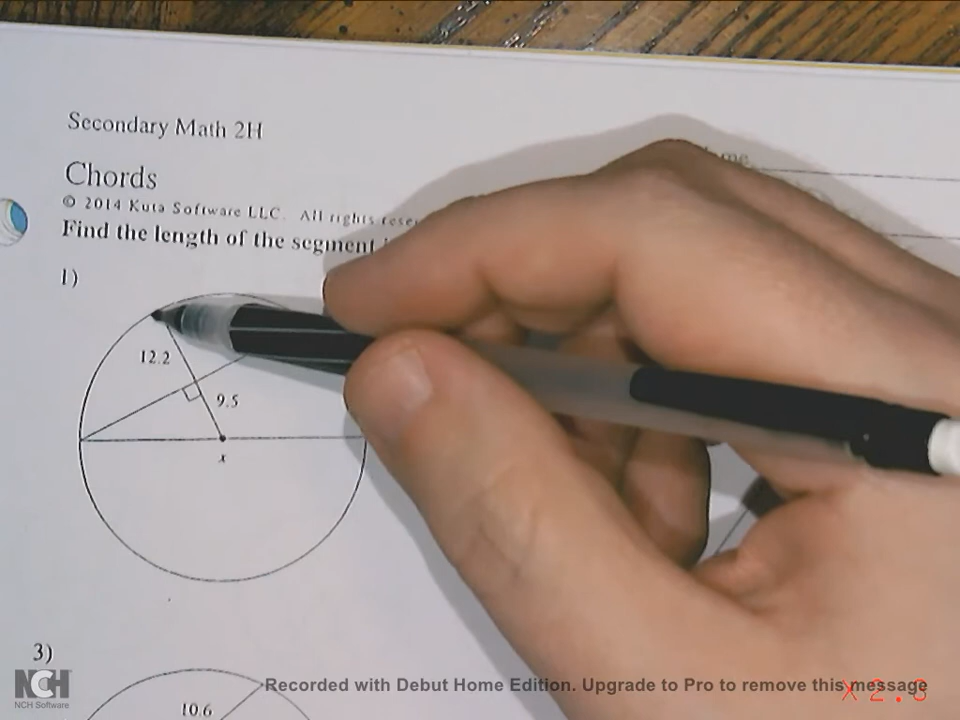 Secondary Math 2H
Chords
© 2014 Kuta Software LLC. All rights
Find the length of the segment
1)
12.2
9.5
x
3)
10.6
NCH
NCH Software
Recorded with Debut Home Edition. Upgrade to Pro to remove this message